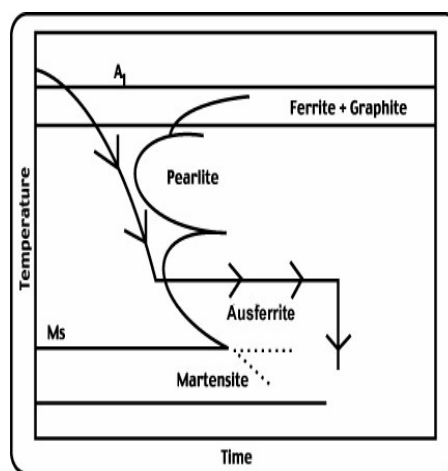 A1
Ferrite + Graphite
Temperature
Pearlite
Ausferrite
Ms
Martensite
Time